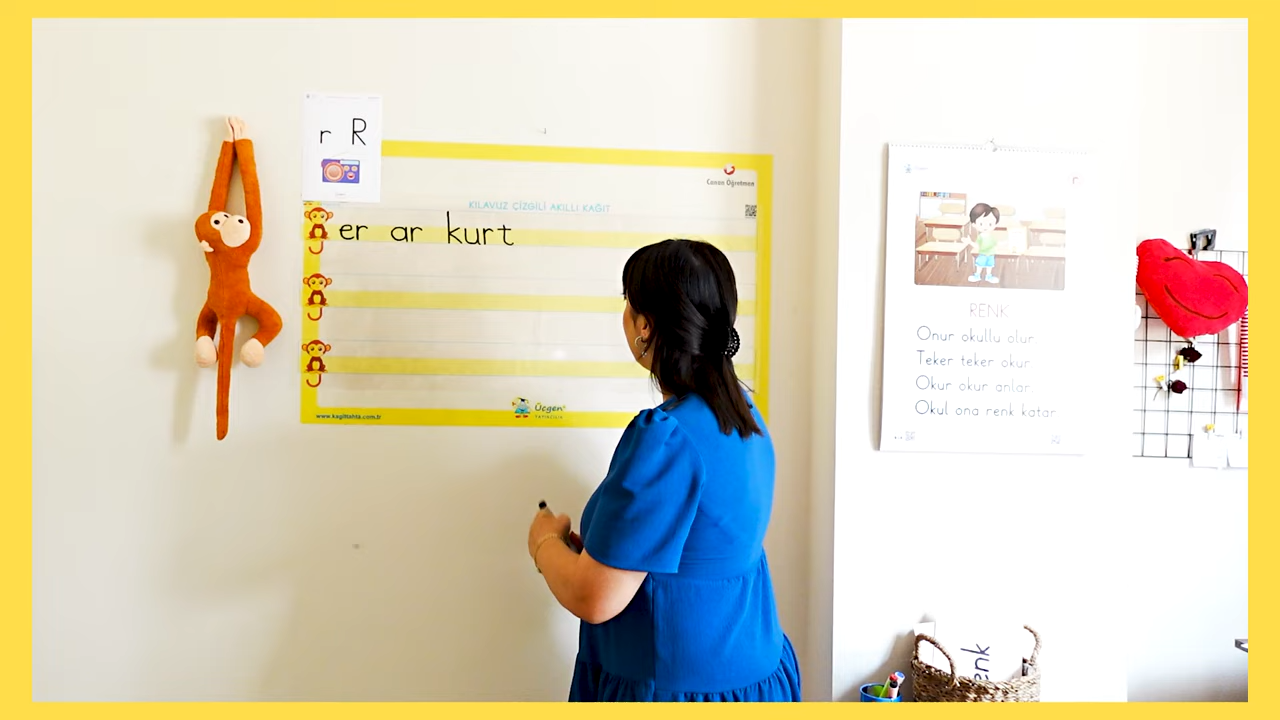 r R
Canan Öğretmen
KILAVUZ ÇİZGİLİ AKILLI KAĞIT
er ar kurt
www.kagittahta.com.tr
Üçgen
r
RENK
Onur okullu olur.
Teker teker okur.
Okur okur anlar.
Okul ona renk katar
enk